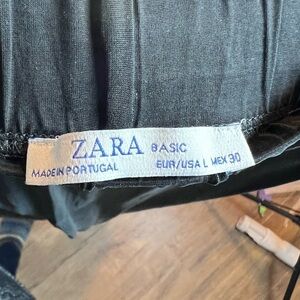 ZARA BASIC
MADE IN PORTUGAL EUR/USA L MEX 30